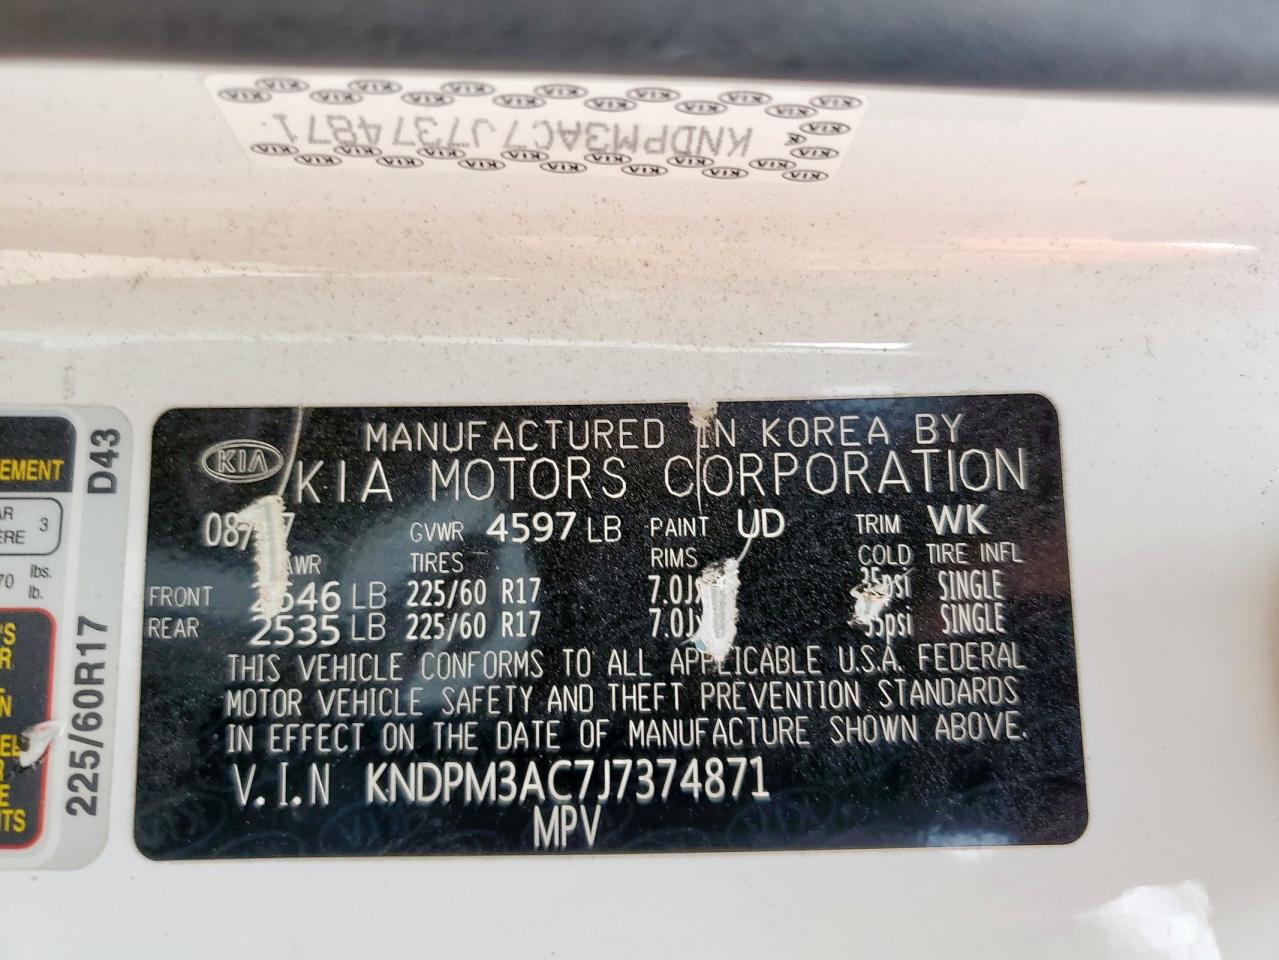 KNDPM3AC7J7374871
KIA
MANUFACTURED IN KOREA BY
KIA MOTORS CORPORATION
GVWR 4597 LB PAINT UD TRIM WK
TIRES RIMS COLD TIRE INFL
FRONT LB 225/60 R17 SINGLE
REAR 2535 LB 225/60 R17 SINGLE
THIS VEHICLE CONFORMS TO ALL APPLICABLE U.S.A. FEDERAL
MOTOR VEHICLE SAFETY AND THEFT PREVENTION STANDARDS
IN EFFECT ON THE DATE OF MANUFACTURE SHOWN ABOVE.
V.I.N KNDPM3AC7J7374871
MPV
D43
225/60R17
lbs.
lb.
3